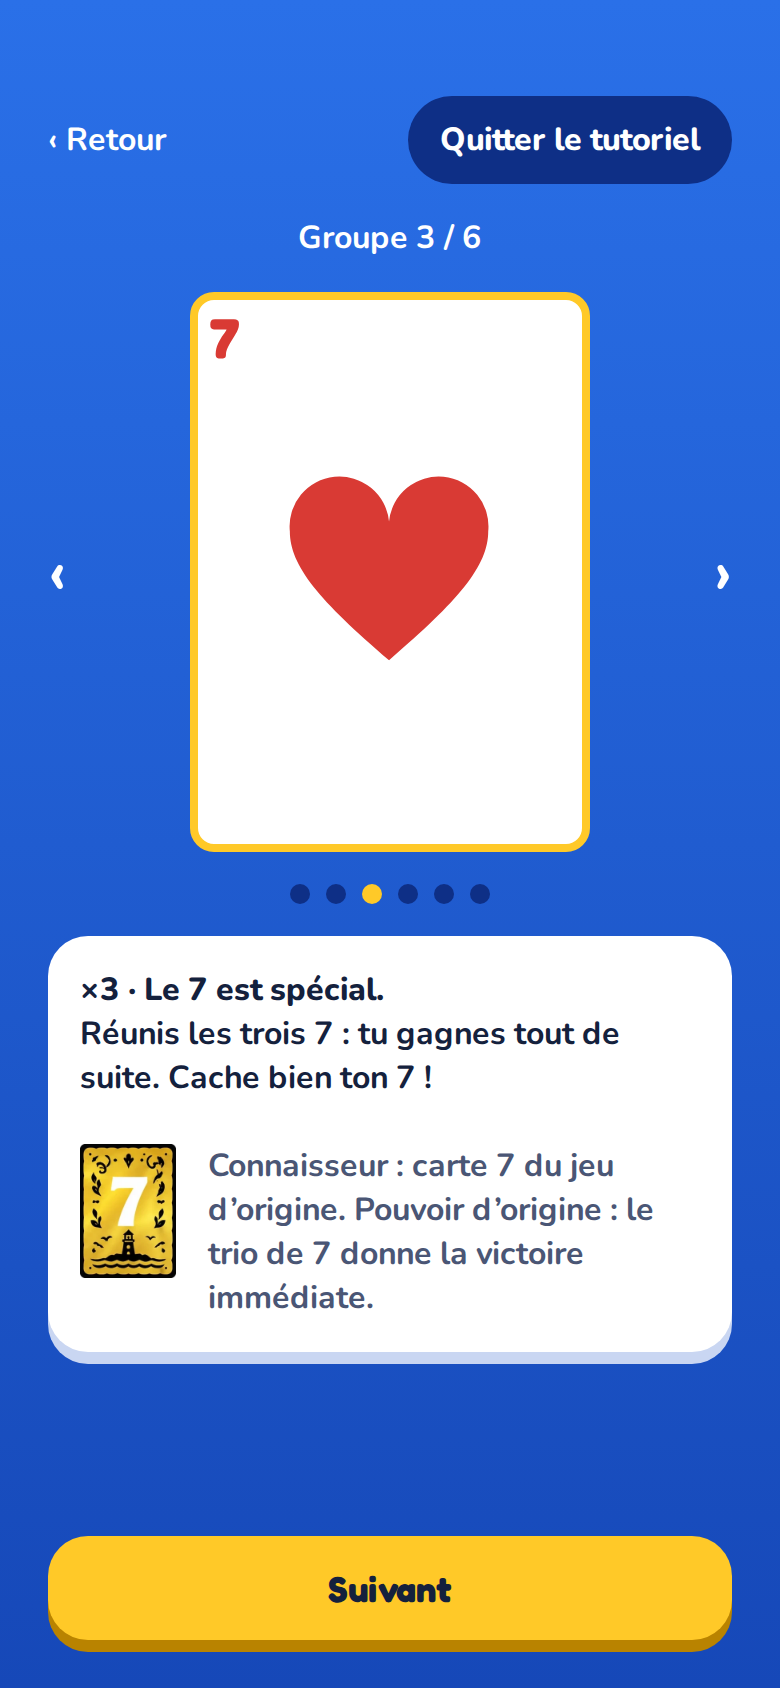 ‹ Retour
Quitter le tutoriel
Groupe 3 / 6
7
‹
›
×3 · Le 7 est spécial.
Réunis les trois 7 : tu gagnes tout de
suite. Cache bien ton 7 !
7
Connaisseur : carte 7 du jeu
d’origine. Pouvoir d’origine : le
trio de 7 donne la victoire
immédiate.
Suivant